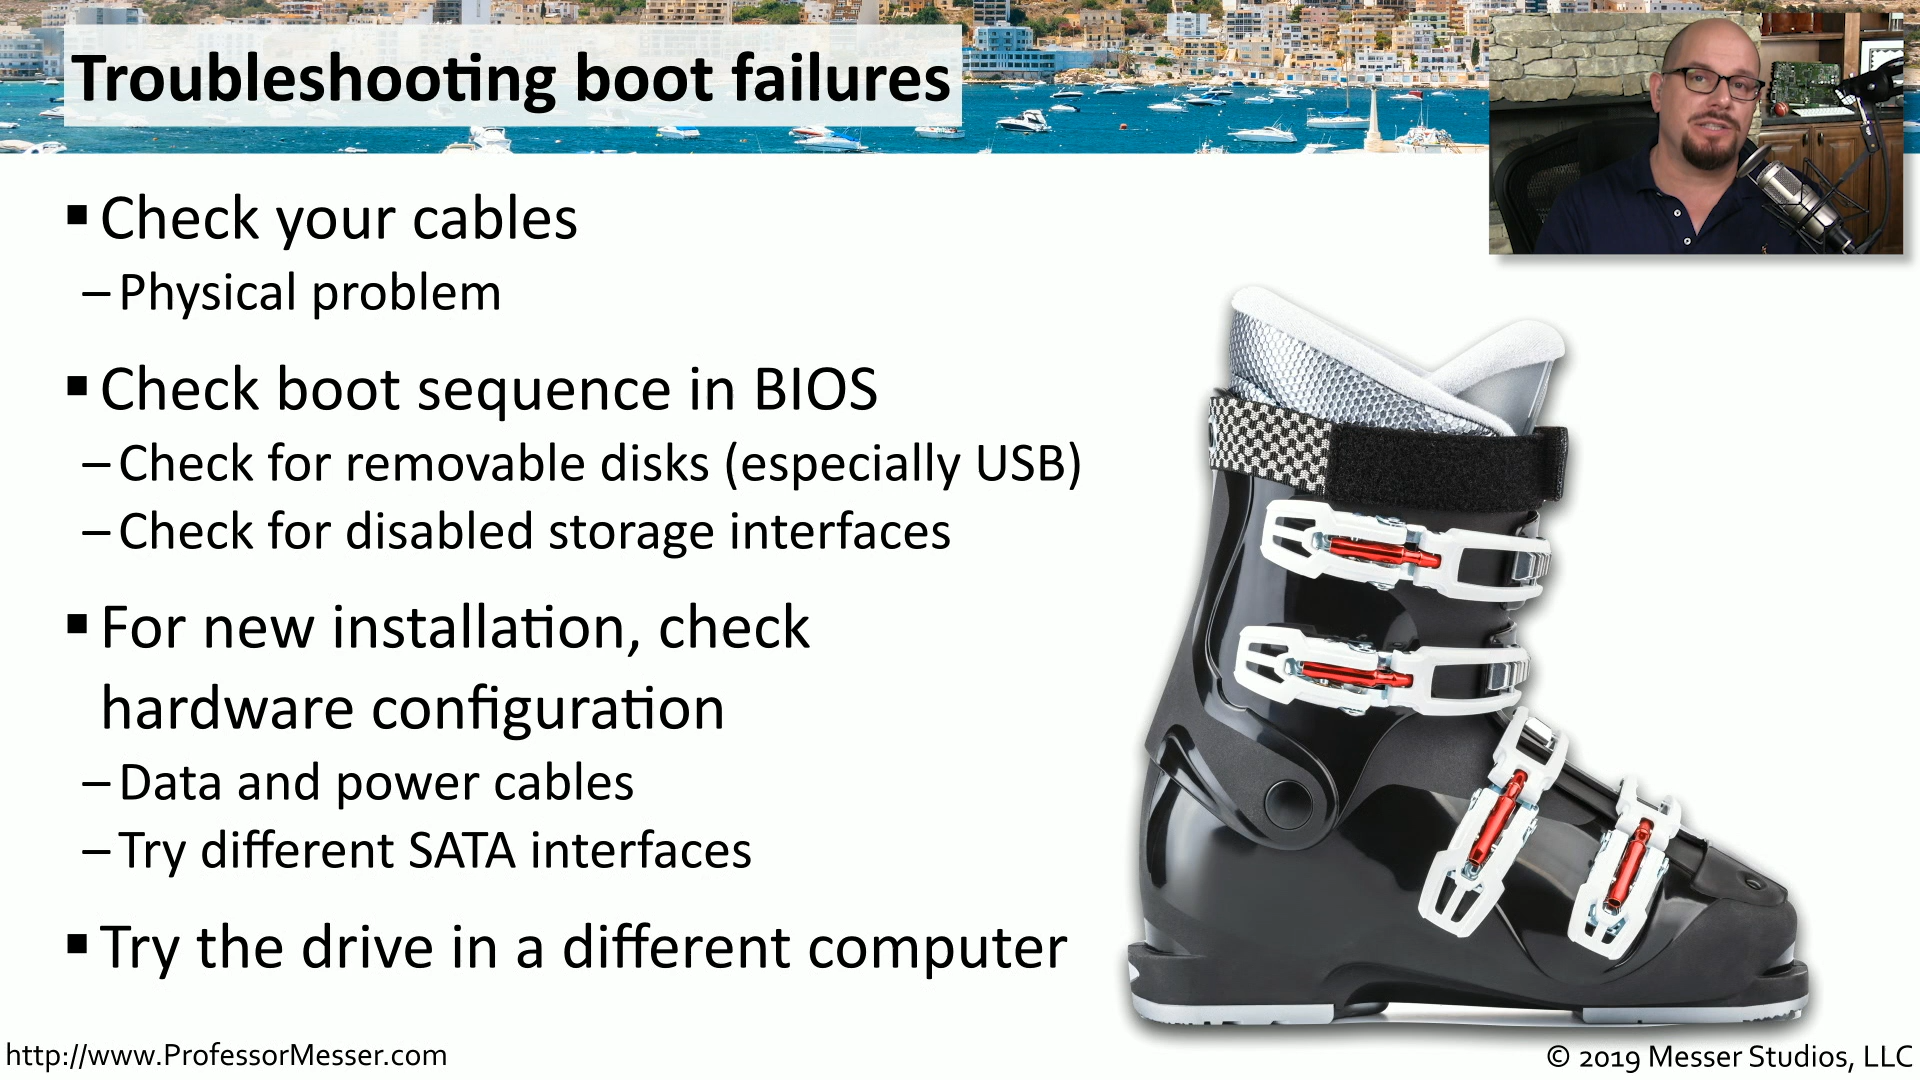 Troubleshooting boot failures
▪ Check your cables
– Physical problem
▪ Check boot sequence in BIOS
– Check for removable disks (especially USB)
– Check for disabled storage interfaces
▪ For new installation, check
hardware configuration
– Data and power cables
– Try different SATA interfaces
▪ Try the drive in a different computer
http://www.ProfessorMesser.com
© 2019 Messer Studios, LLC